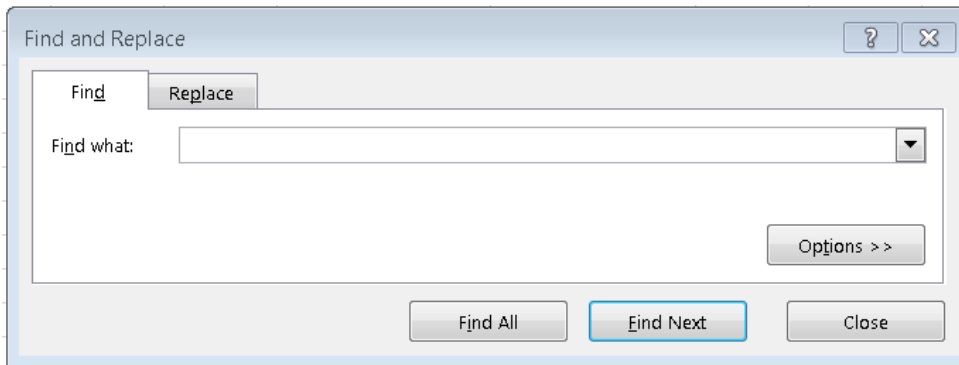 Find and Replace
Find Replace
Find what:
Options >>
Find All Find Next Close